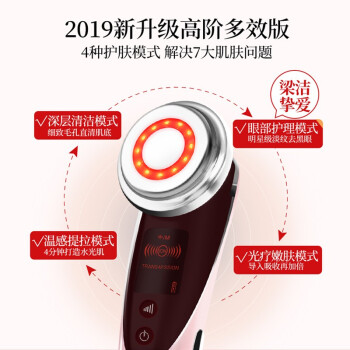 2019新升级高阶多效版
4种护肤模式 解决7大肌肤问题
梁洁
挚爱
深层清洁模式
细致毛孔直清肌底
眼部护理模式
明星级淡纹去黑眼
温感提拉模式
4分钟打造水光肌
光疗嫩肤模式
导入吸收再加倍